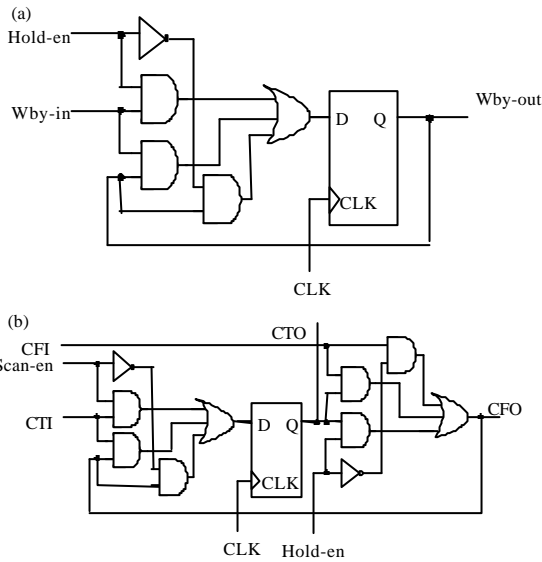 (a)
Hold-en
Wby-in
D Q
Wby-out
CLK
CLK
(b)
CFI
Scan-en
CTO
CTI
D Q
CFO
CLK
CLK Hold-en